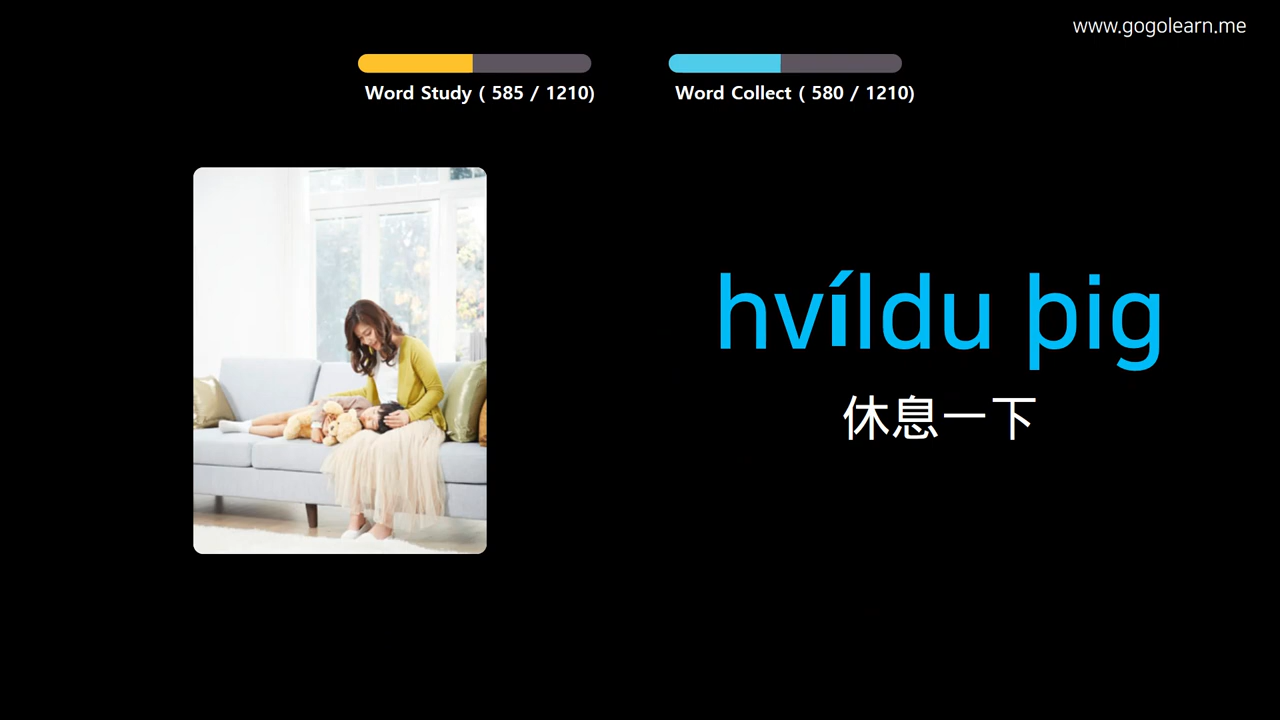 www.gogolearn.me
Word Study ( 585 / 1210)
Word Collect ( 580 / 1210)
hvíldu þig
休息一下